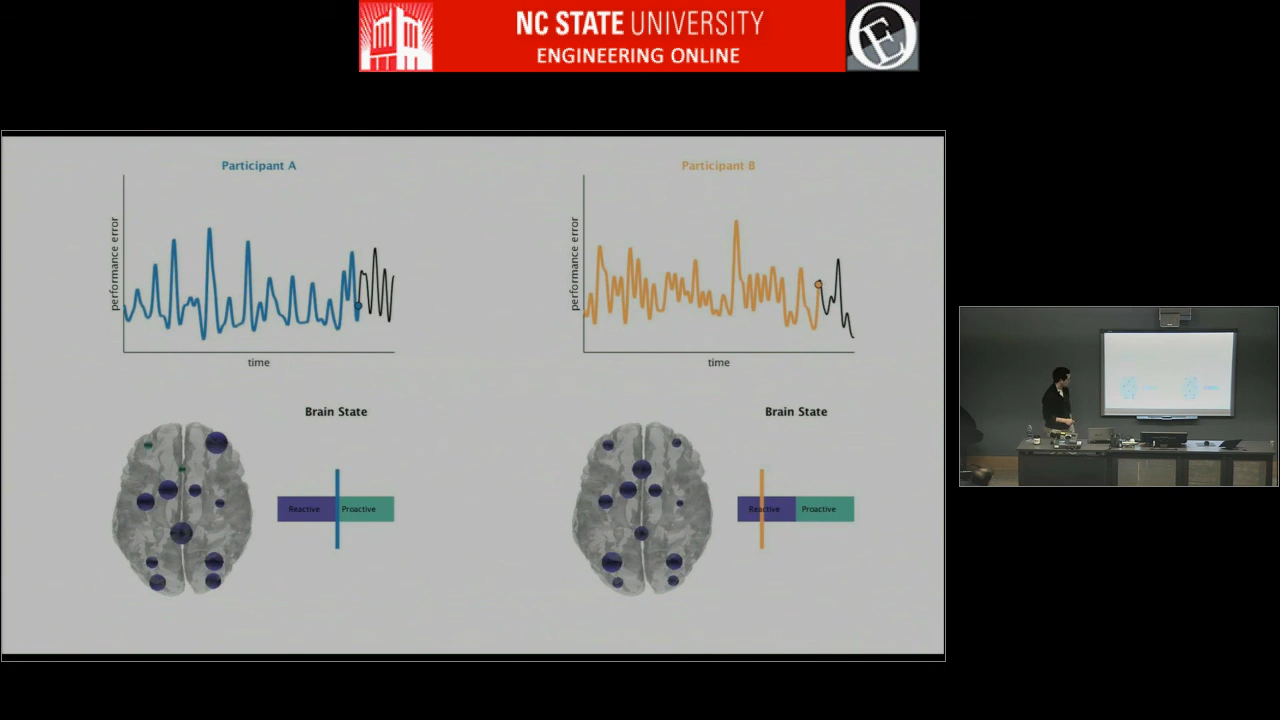 NC STATE UNIVERSITY
ENGINEERING ONLINE
Participant A
Participant B
performance error
performance error
time
time
Brain State
Brain State
Reactive
Proactive
Reactive
Proactive